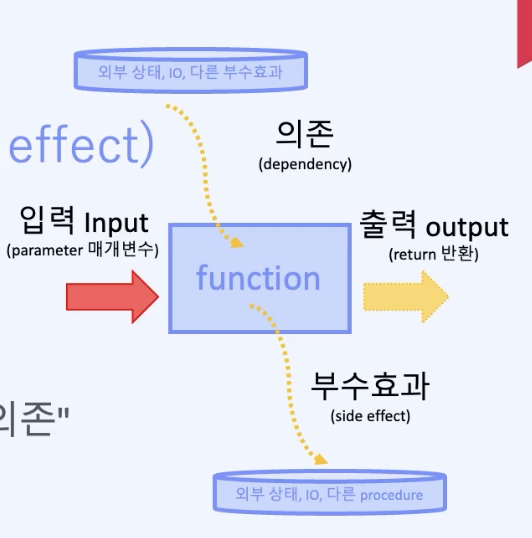 외부 상태, IO, 다른 부수효과
effect)
의존
(dependency)
입력 Input
(parameter 매개변수)
출력 output
(return 반환)
function
부수효과
(side effect)
의존"
외부 상태, IO, 다른 procedure